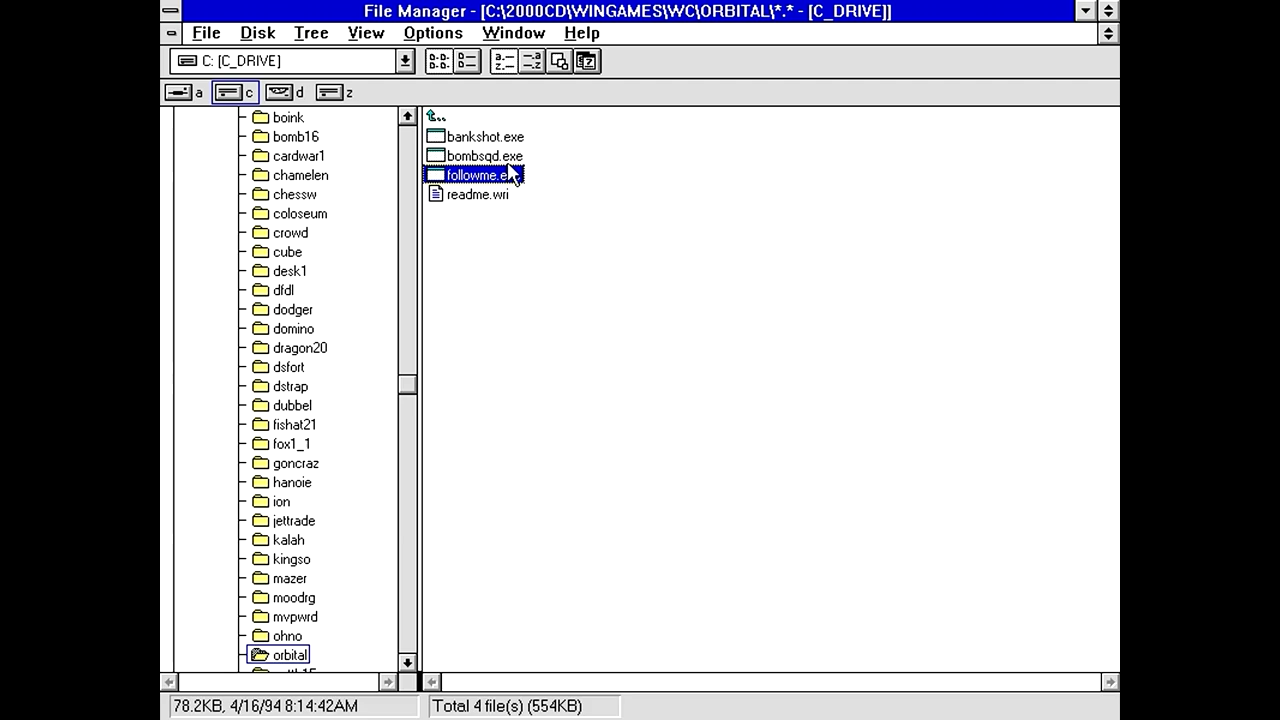 File Manager - [C:\2000CD\WINGAMES\WC\ORBITAL\*.* - [C_DRIVE]]
File Disk Tree View Options Window Help
C: [C_DRIVE]
a c d z
boink
bomb16
cardwar1
chamelen
chessw
coloseum
crowd
cube
desk1
dfdl
dodger
domino
dragon20
dsfort
dstrap
dubbel
fishat21
fox1_1
goncraz
hanoie
ion
jettrade
kalah
kingso
mazer
moodrg
mvpwrd
ohno
orbital
bankshot.exe
bombsqd.exe
followme.e
readme.wri
78.2KB, 4/16/94 8:14:42AM
Total 4 file(s) (554KB)